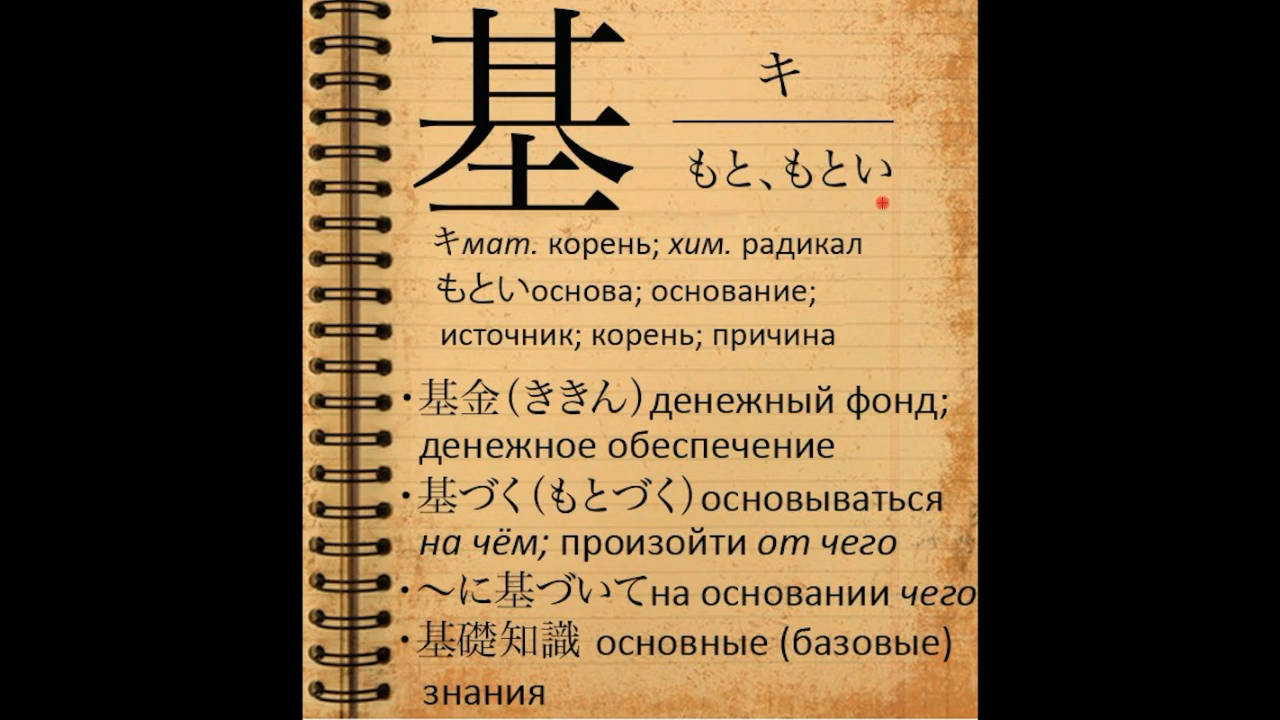 基
キ
もと、もとい
キмат. корень; хим. радикал
もといоснова; основание;
источник; корень; причина
・基金（ききん）денежный фонд;
денежное обеспечение
・基づく（もとづく）основываться
на чём; произойти от чего
・～に基づいてна основании чего
・基礎知識 основные (базовые)
знания